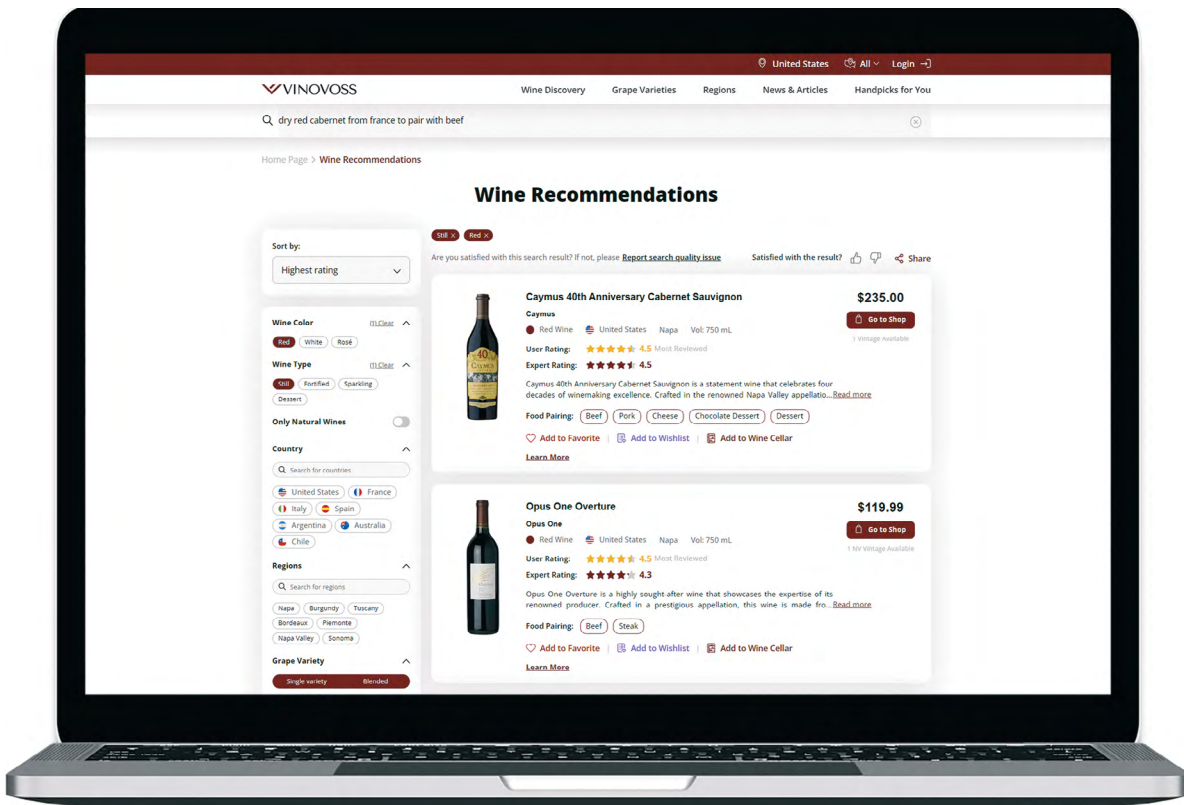 United States All Login
VINOVOSS
Wine Discovery Grape Varieties Regions News & Articles Handpicks for You
dry red cabernet from france to pair with beef
Home Page > Wine Recommendations
Wine Recommendations
Still × Red ×
Are you satisfied with this search result? If not, please Report search quality issue Satisfied with the result? Share
Sort by:
Highest rating
Wine Color (1) Clear
Red White Rosé
Wine Type (1) Clear
Still Fortified Sparkling
Dessert
Only Natural Wines
Country
Search for countries
United States France
Italy Spain
Argentina Australia
Chile
Regions
Search for regions
Napa Burgundy Tuscany
Bordeaux Piemonte
Napa Valley Sonoma
Grape Variety
Single variety Blended
40
CAYMUS
Caymus 40th Anniversary Cabernet Sauvignon
Caymus
Red Wine United States Napa Vol: 750 mL
User Rating: 4.5 Most Reviewed
Expert Rating: 4.5
Caymus 40th Anniversary Cabernet Sauvignon is a statement wine that celebrates four
decades of winemaking excellence. Crafted in the renowned Napa Valley appellatio... Read more
Food Pairing: Beef Pork Cheese Chocolate Dessert Dessert
Add to Favorite | Add to Wishlist | Add to Wine Cellar
Learn More
$235.00
Go to Shop
1 Vintage Available
Opus One Overture
Opus One
Red Wine United States Napa Vol: 750 mL
User Rating: 4.5 Most Reviewed
Expert Rating: 4.3
Opus One Overture is a highly sought-after wine that showcases the expertise of its
renowned producer. Crafted in a prestigious appellation, this wine is made fro... Read more
Food Pairing: Beef Steak
Add to Favorite | Add to Wishlist | Add to Wine Cellar
Learn More
$119.99
Go to Shop
1 NV Vintage Available